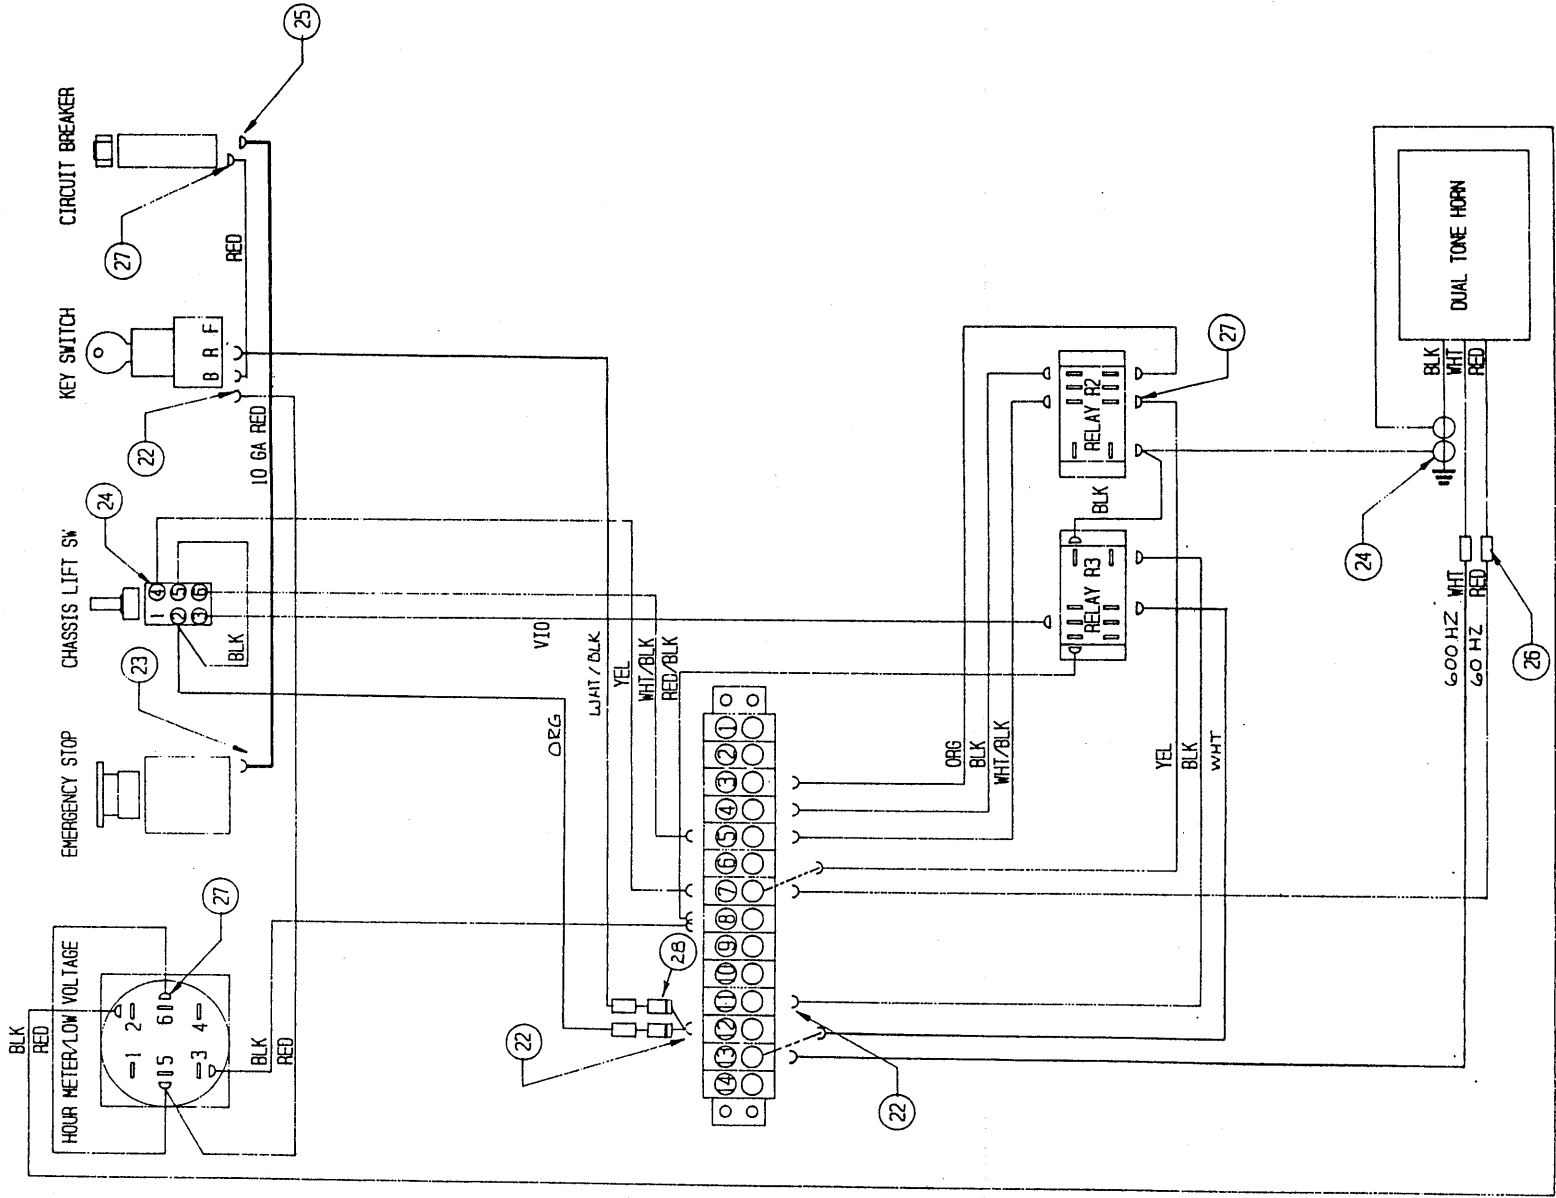 HOUR METER/LOW VOLTAGE
EMERGENCY STOP
CHASSIS LIFT SW
KEY SWITCH
CIRCUIT BREAKER
BLK
RED
2
6
4
1
5
3
27
BLK
RED
23
24
1
4
2
5
3
6
BLK
22
B R F
10 GA RED
27
RED
25
ORG
VIO
WHT/BLK
YEL
WHT/BLK
RED/BLK
28
22
14
13
12
11
10
9
8
7
6
5
4
3
2
1
22
ORG
BLK
WHT/BLK
YEL
BLK
WHT
RELAY R3
BLK
RELAY R2
27
24
600HZ WHT
60 HZ RED
26
BLK
WHT
RED
DUAL TONE HORN